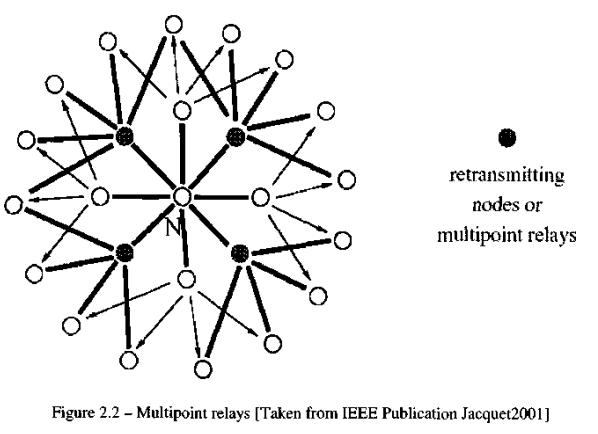 N
retransmitting
nodes or
multipoint relays
Figure 2.2 – Multipoint relays [Taken from IEEE Publication Jacquet2001]